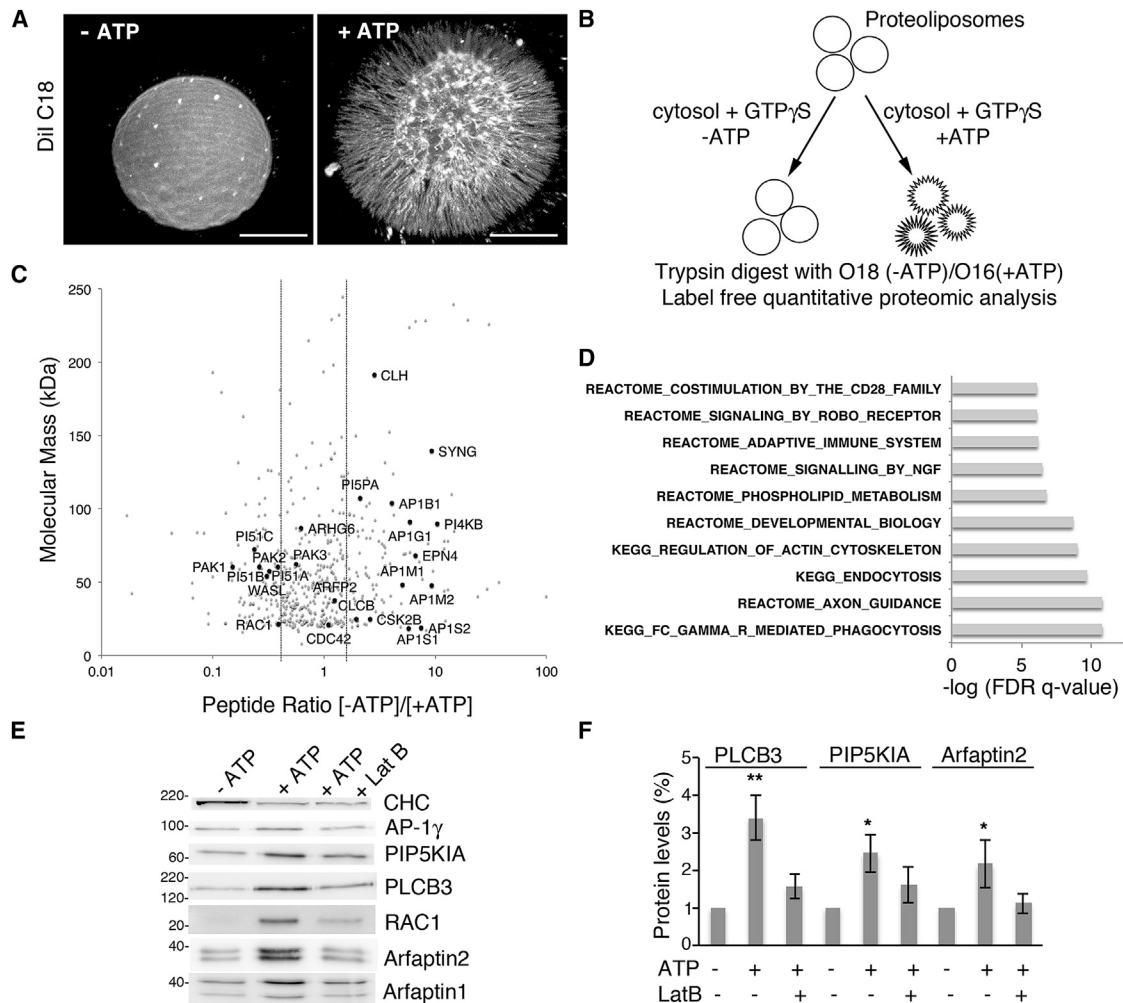 A
- ATP
+ ATP
DiI C18
B
Proteoliposomes
cytosol + GTPγS
-ATP
cytosol + GTPγS
+ATP
Trypsin digest with O18 (-ATP)/O16(+ATP)
Label free quantitative proteomic analysis
C
Molecular Mass (kDa)
250
200
150
100
50
0
0.01
0.1
1
10
100
Peptide Ratio [-ATP]/[+ATP]
CLH
SYNG
PI5PA
AP1B1
PI51C
ARHG6
AP1G1
PI4KB
PAK1
PAK2
PAK3
EPN4
PI51B
PI51A
AP1M1
WASL
ARFP2
AP1M2
CLCB
RAC1
CSK2B
AP1S2
CDC42
AP1S1
D
REACTOME_COSTIMULATION_BY_THE_CD28_FAMILY
REACTOME_SIGNALING_BY_ROBO_RECEPTOR
REACTOME_ADAPTIVE_IMMUNE_SYSTEM
REACTOME_SIGNALLING_BY_NGF
REACTOME_PHOSPHOLIPID_METABOLISM
REACTOME_DEVELOPMENTAL_BIOLOGY
KEGG_REGULATION_OF_ACTIN_CYTOSKELETON
KEGG_ENDOCYTOSIS
REACTOME_AXON_GUIDANCE
KEGG_FC_GAMMA_R_MEDIATED_PHAGOCYTOSIS
0 5 10
-log (FDR q-value)
E
- ATP
+ ATP
+ ATP
+ Lat B
220- CHC
100- AP-1γ
60- PIP5KIA
220-
120- PLCB3
20- RAC1
40- Arfaptin2
40- Arfaptin1
F
PLCB3 PIP5KIA Arfaptin2
Protein levels (%)
5
4
3
2
1
0
**
*
*
ATP - + + - + + - + +
LatB - - + - - + - - +